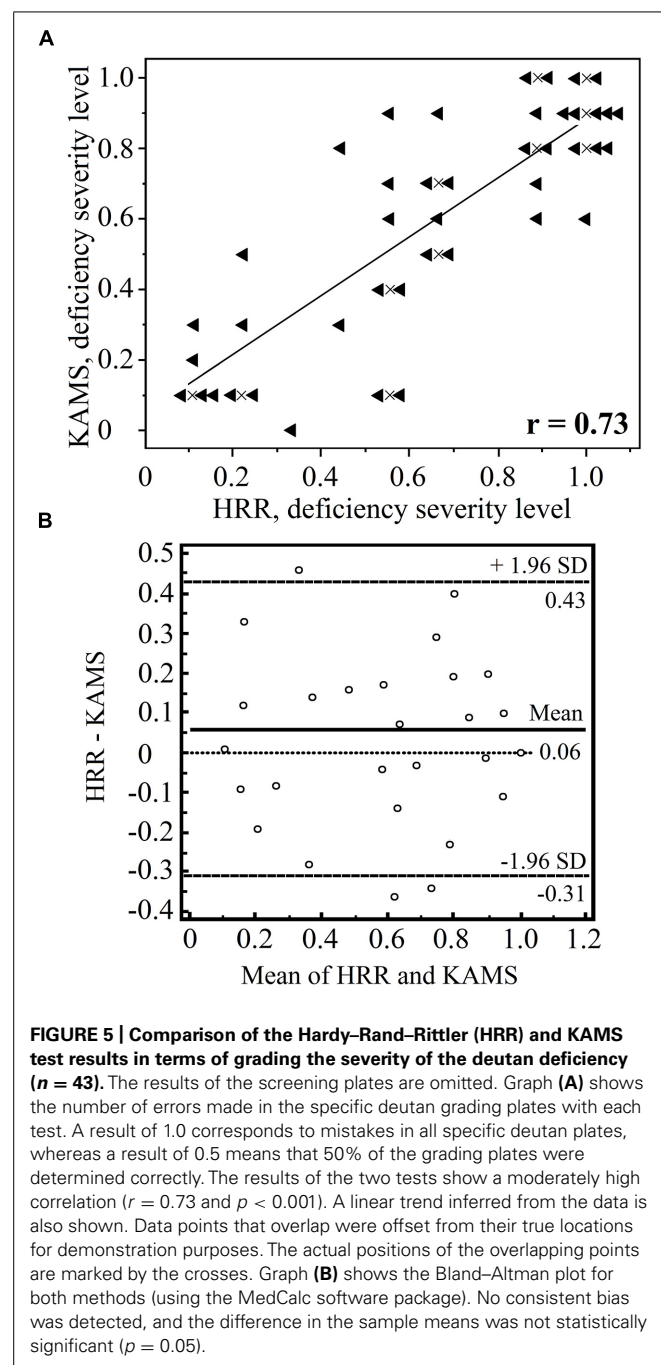 A
KAMS, deficiency severity level
1.0
0.8
0.6
0.4
0.2
0
r = 0.73
0 0.2 0.4 0.6 0.8 1.0
HRR, deficiency severity level
B
HRR - KAMS
0.5
0.4
0.3
0.2
0.1
0
-0.1
-0.2
-0.3
-0.4
+ 1.96 SD
0.43
Mean
0.06
-1.96 SD
-0.31
0 0.2 0.4 0.6 0.8 1.0 1.2
Mean of HRR and KAMS
FIGURE 5 | Comparison of the Hardy–Rand–Rittler (HRR) and KAMS
test results in terms of grading the severity of the deutan deficiency
(n = 43). The results of the screening plates are omitted. Graph (A) shows
the number of errors made in the specific deutan grading plates with each
test. A result of 1.0 corresponds to mistakes in all specific deutan plates,
whereas a result of 0.5 means that 50% of the grading plates were
determined correctly. The results of the two tests show a moderately high
correlation (r = 0.73 and p < 0.001). A linear trend inferred from the data is
also shown. Data points that overlap were offset from their true locations
for demonstration purposes. The actual positions of the overlapping points
are marked by the crosses. Graph (B) shows the Bland–Altman plot for
both methods (using the MedCalc software package). No consistent bias
was detected, and the difference in the sample means was not statistically
significant (p = 0.05).